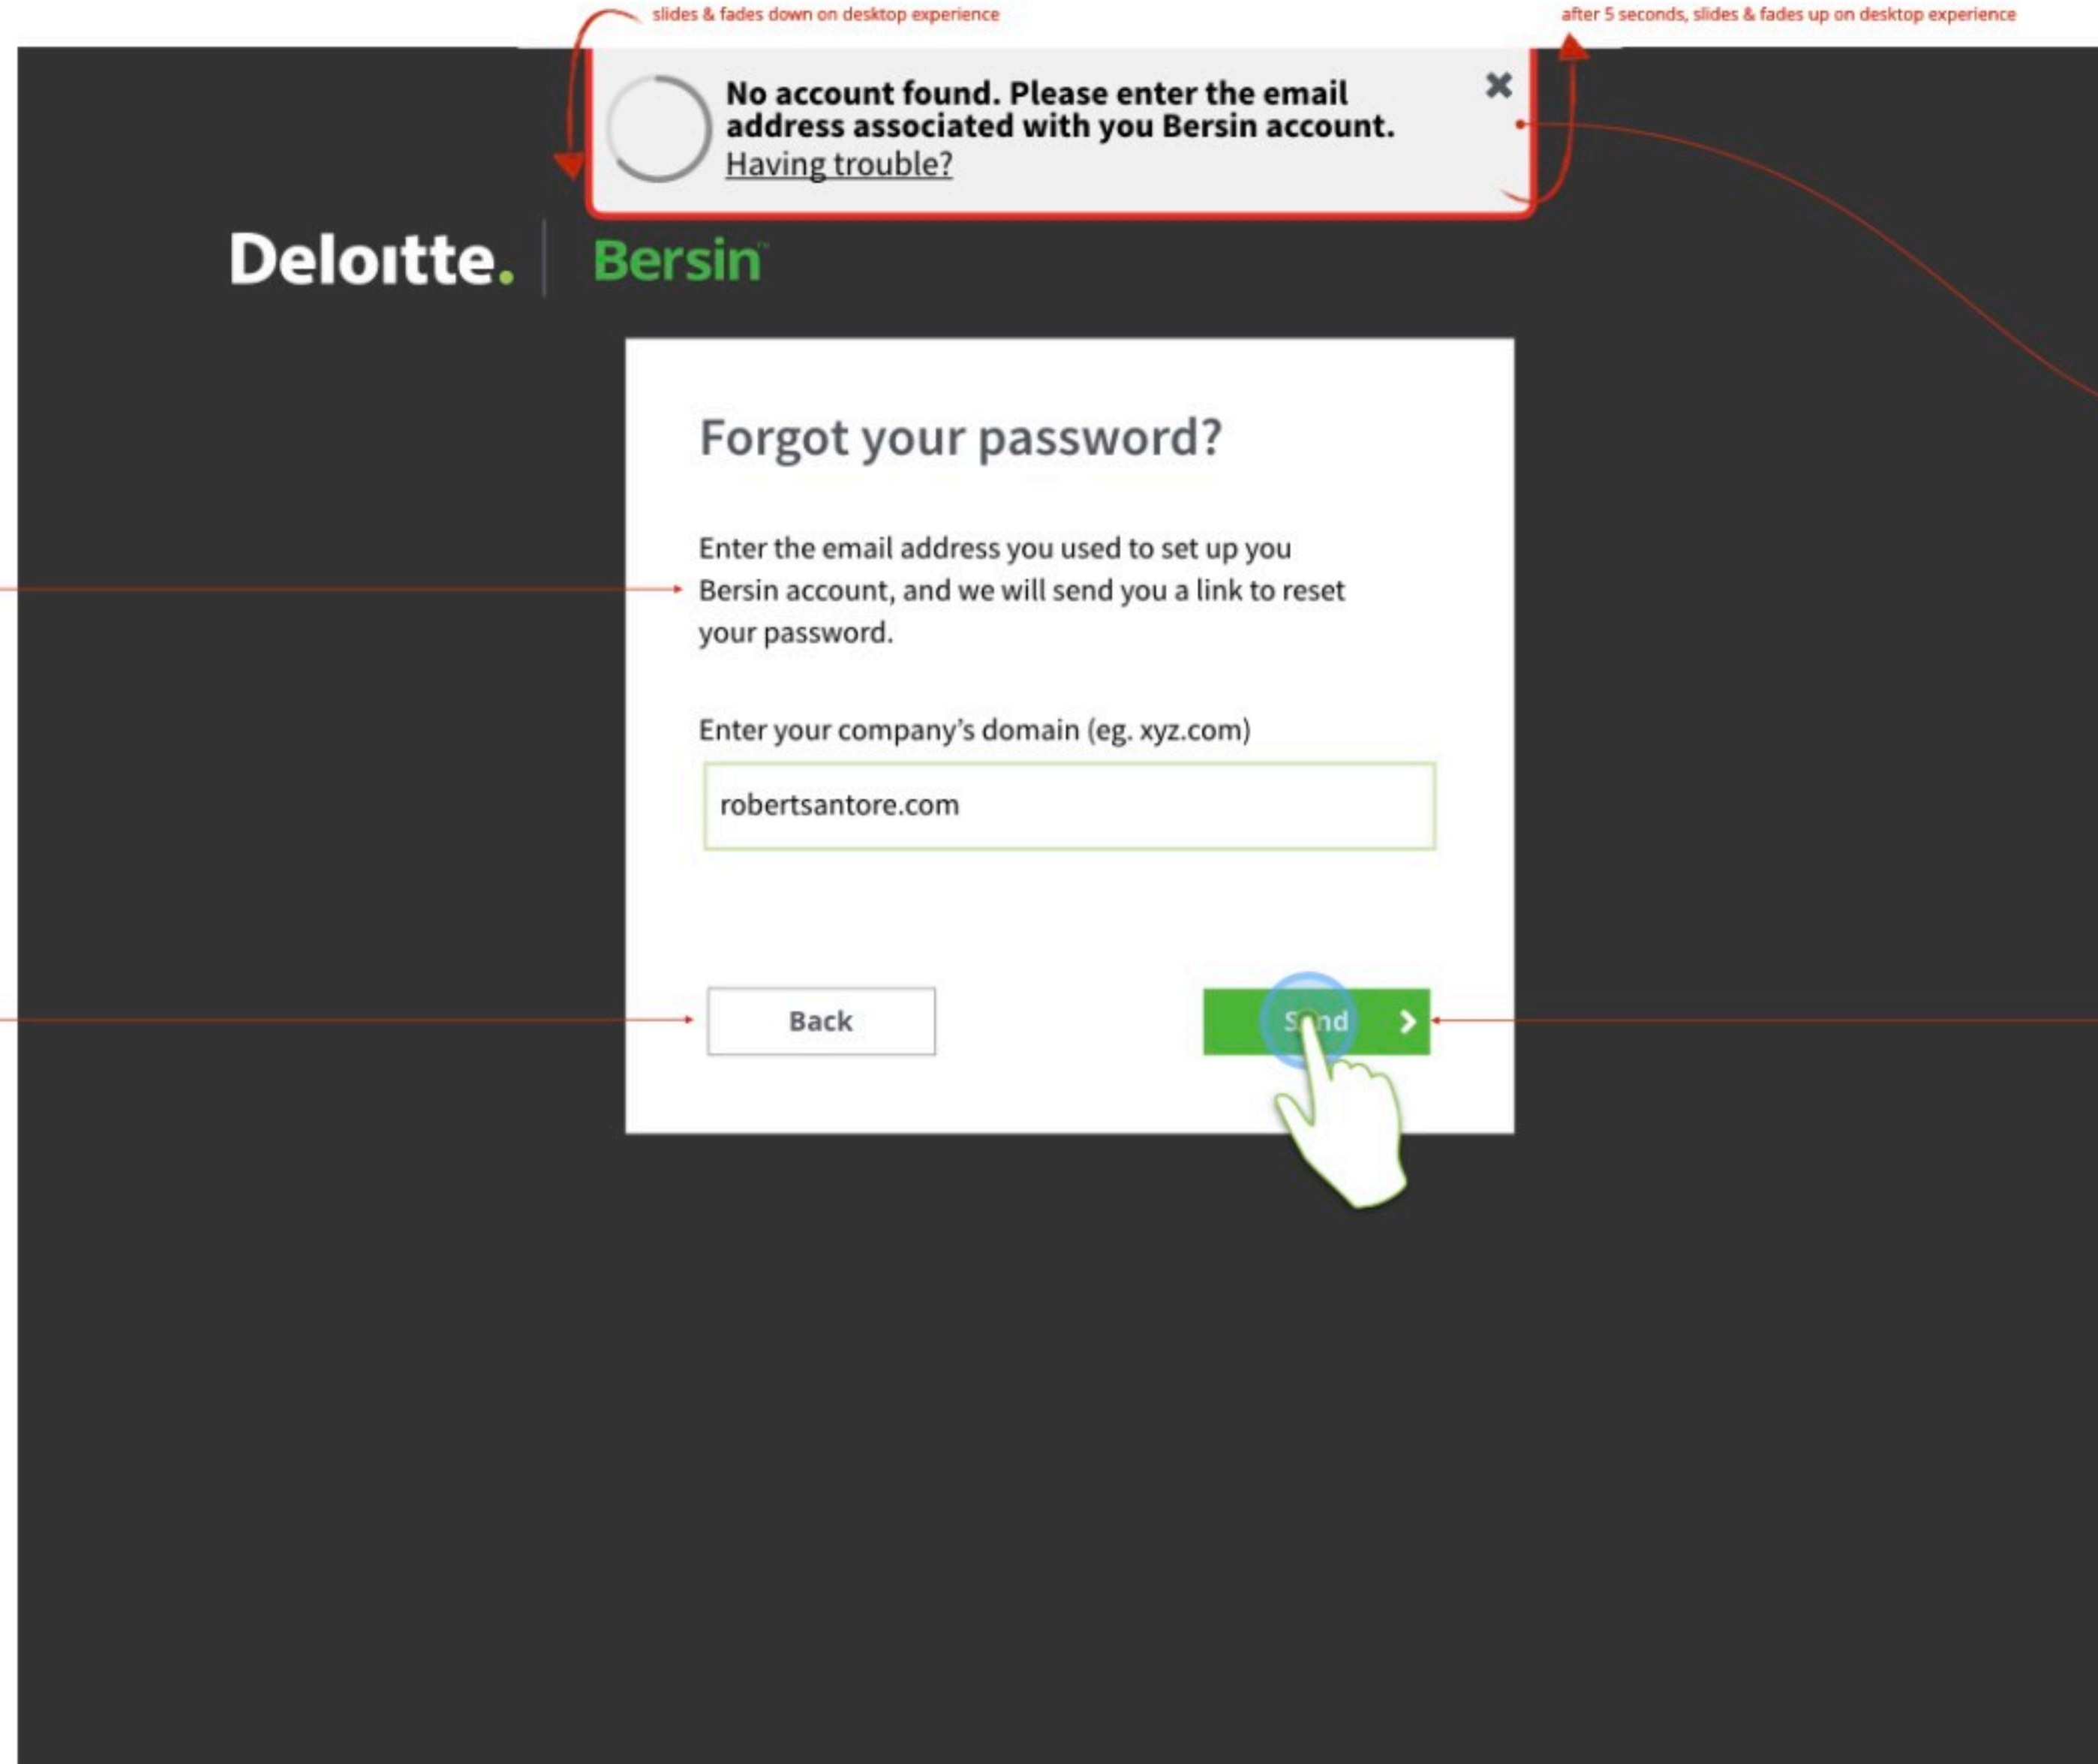 slides & fades down on desktop experience
after 5 seconds, slides & fades up on desktop experience
No account found. Please enter the email
address associated with you Bersin account.
Having trouble?
Deloitte.
Bersin™
Forgot your password?
Enter the email address you used to set up you
Bersin account, and we will send you a link to reset
your password.
Enter your company’s domain (eg. xyz.com)
robertsantore.com
Back
Send